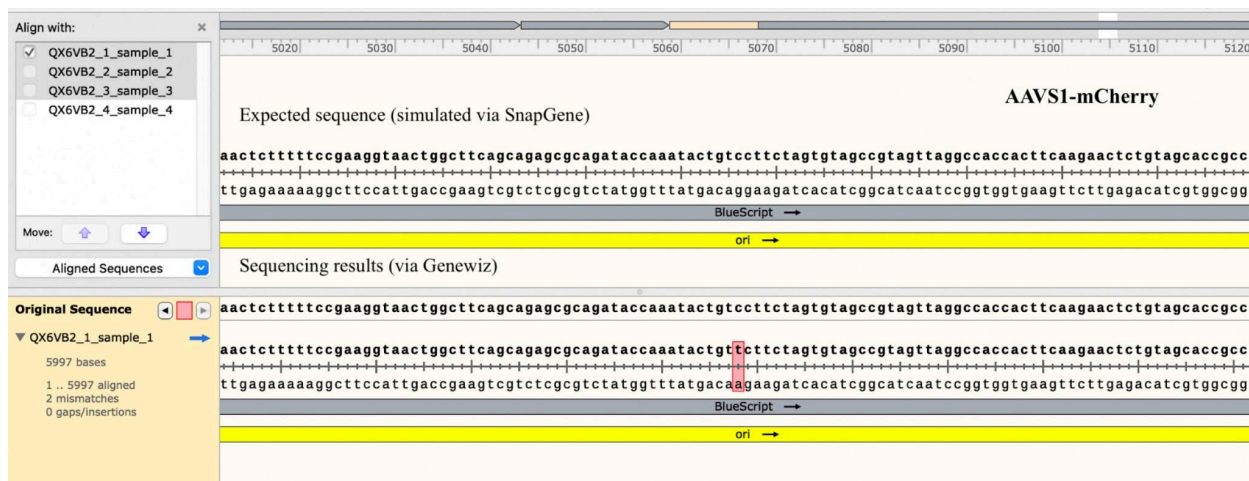 Align with: ×
QX6VB2_1_sample_1
QX6VB2_2_sample_2
QX6VB2_3_sample_3
QX6VB2_4_sample_4
Move:
Aligned Sequences
5020 5030 5040 5050 5060 5070 5080 5090 5100 5110 5120
AAVS1-mCherry
Expected sequence (simulated via SnapGene)
aactctttttccgaaggtaactggcttcagcagagcgcagataccaaatactgtccttctagtgtagccgtagttaggccaccacttcaagaactctgtagcaccgcc
ttgagaaaaaggcttccattgaccgaagtcgtctcgcgtctatggtttatgacaggaagatcacatcggcatcaatccggtggtgaagttcttgagacatcgtggcgg
BlueScript →
ori →
Sequencing results (via Genewiz)
Original Sequence
aactctttttccgaaggtaactggcttcagcagagcgcagataccaaatactgtccttctagtgtagccgtagttaggccaccacttcaagaactctgtagcaccgcc
QX6VB2_1_sample_1
5997 bases
1 .. 5997 aligned
2 mismatches
0 gaps/insertions
aactctttttccgaaggtaactggcttcagcagagcgcagataccaaatactgttcttctagtgtagccgtagttaggccaccacttcaagaactctgtagcaccgcc
ttgagaaaaaggcttccattgaccgaagtcgtctcgcgtctatggtttatgacaagaagatcacatcggcatcaatccggtggtgaagttcttgagacatcgtggcgg
BlueScript →
ori →